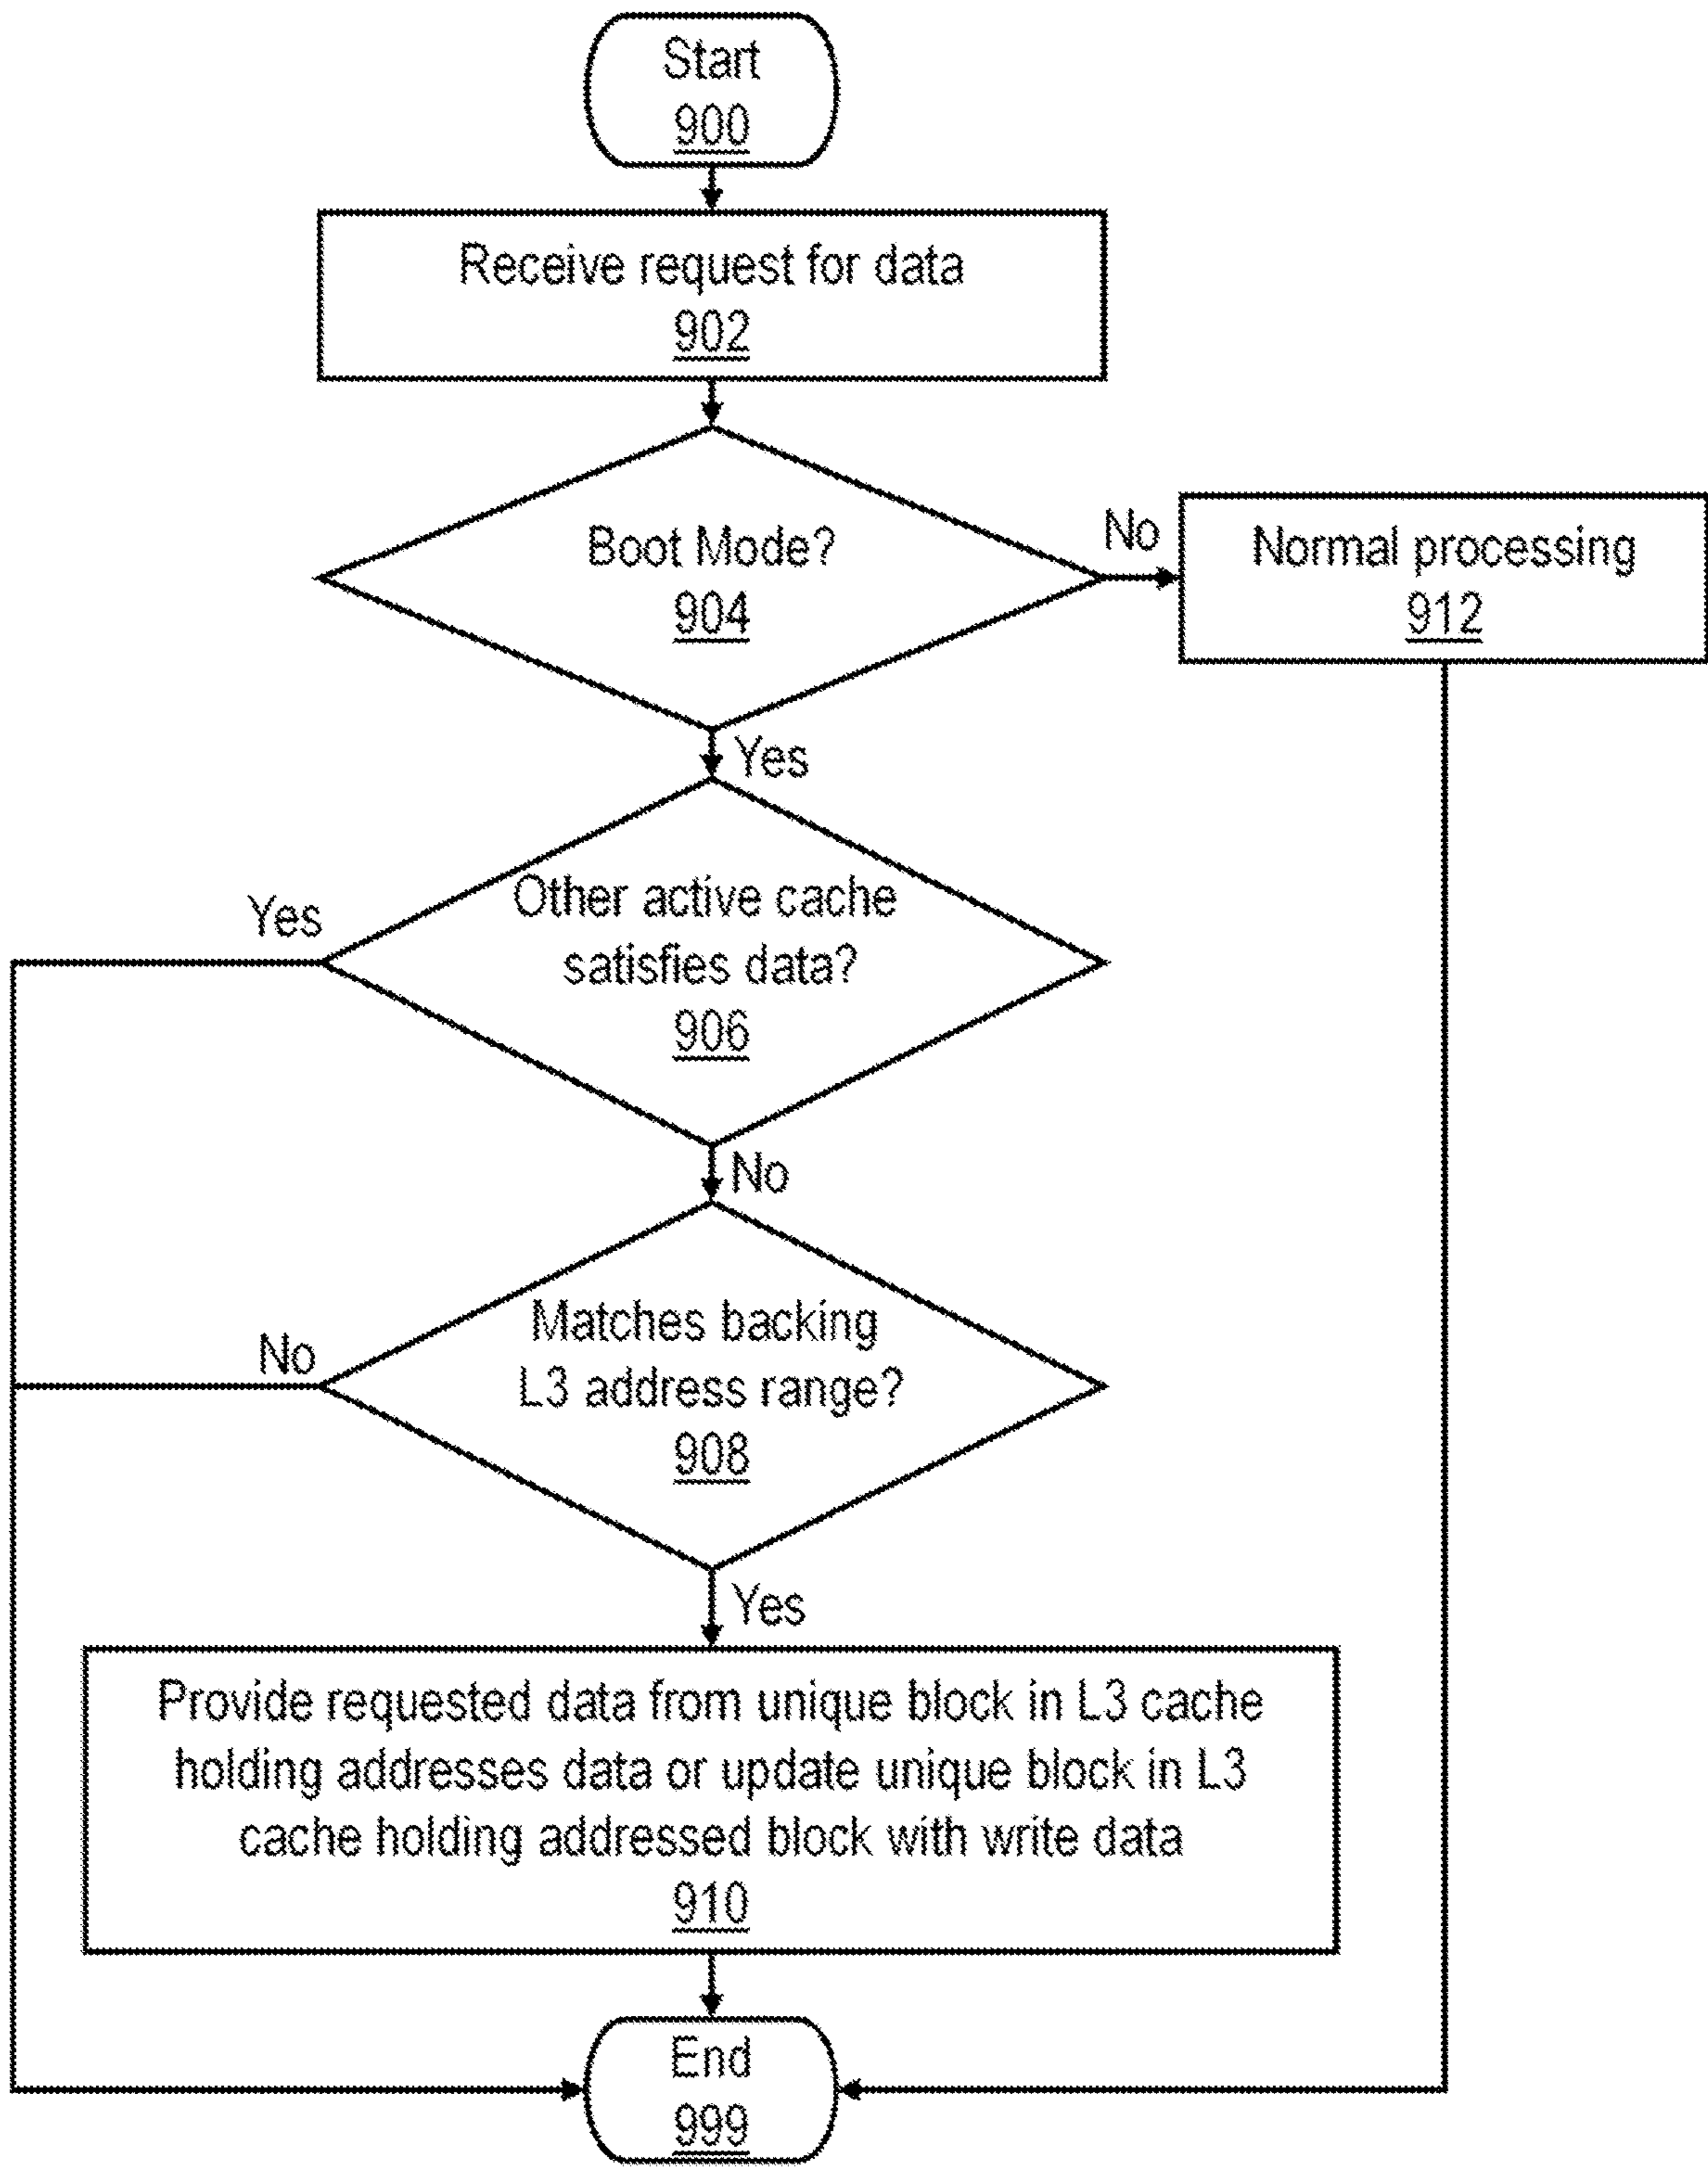 Start
900
Receive request for data
902
Boot Mode?
904
No
Normal processing
912
Yes
Other active cache
satisfies data?
906
Yes
No
Matches backing
L3 address range?
908
No
Yes
Provide requested data from unique block in L3 cache
holding addresses data or update unique block in L3
cache holding addressed block with write data
910
End
999